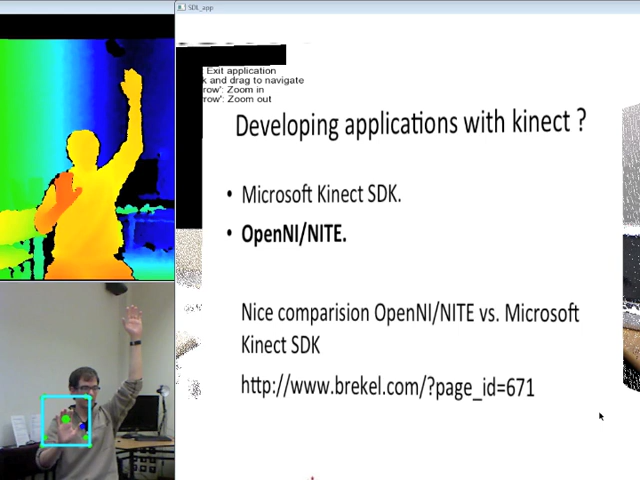 SDL_app
Exit application
k and drag to navigate
row': Zoom in
row': Zoom out
Developing applications with kinect ?
• Microsoft Kinect SDK.
• OpenNI/NITE.
Nice comparision OpenNI/NITE vs. Microsoft
Kinect SDK
http://www.brekel.com/?page_id=671